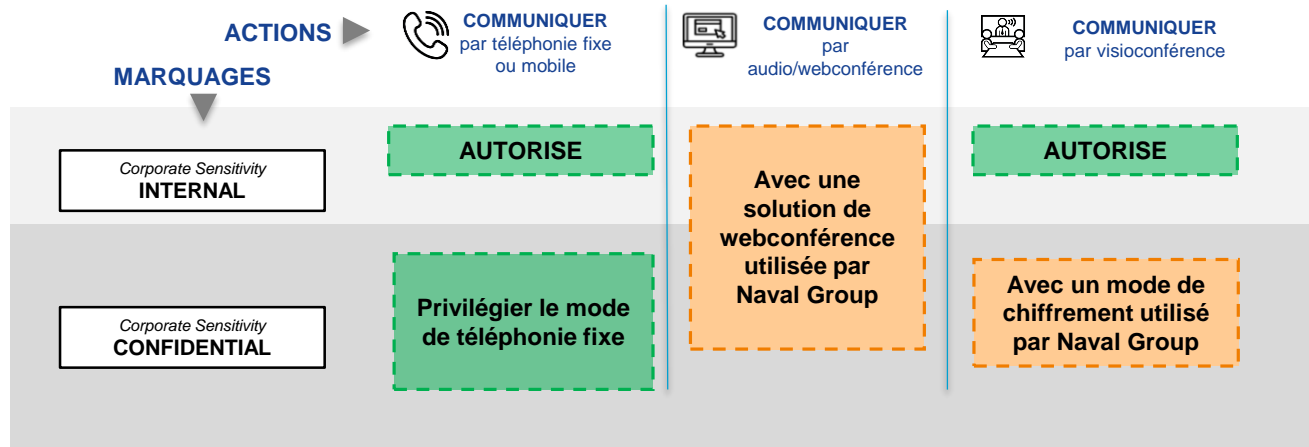 ACTIONS
MARQUAGES
COMMUNIQUER
par téléphonie fixe
ou mobile
COMMUNIQUER
par
audio/webconférence
COMMUNIQUER
par visioconférence
Corporate Sensitivity
INTERNAL
AUTORISE
Avec une
solution de
webconférence
utilisée par
Naval Group
AUTORISE
Corporate Sensitivity
CONFIDENTIAL
Privilégier le mode
de téléphonie fixe
Avec un mode de
chiffrement utilisé
par Naval Group